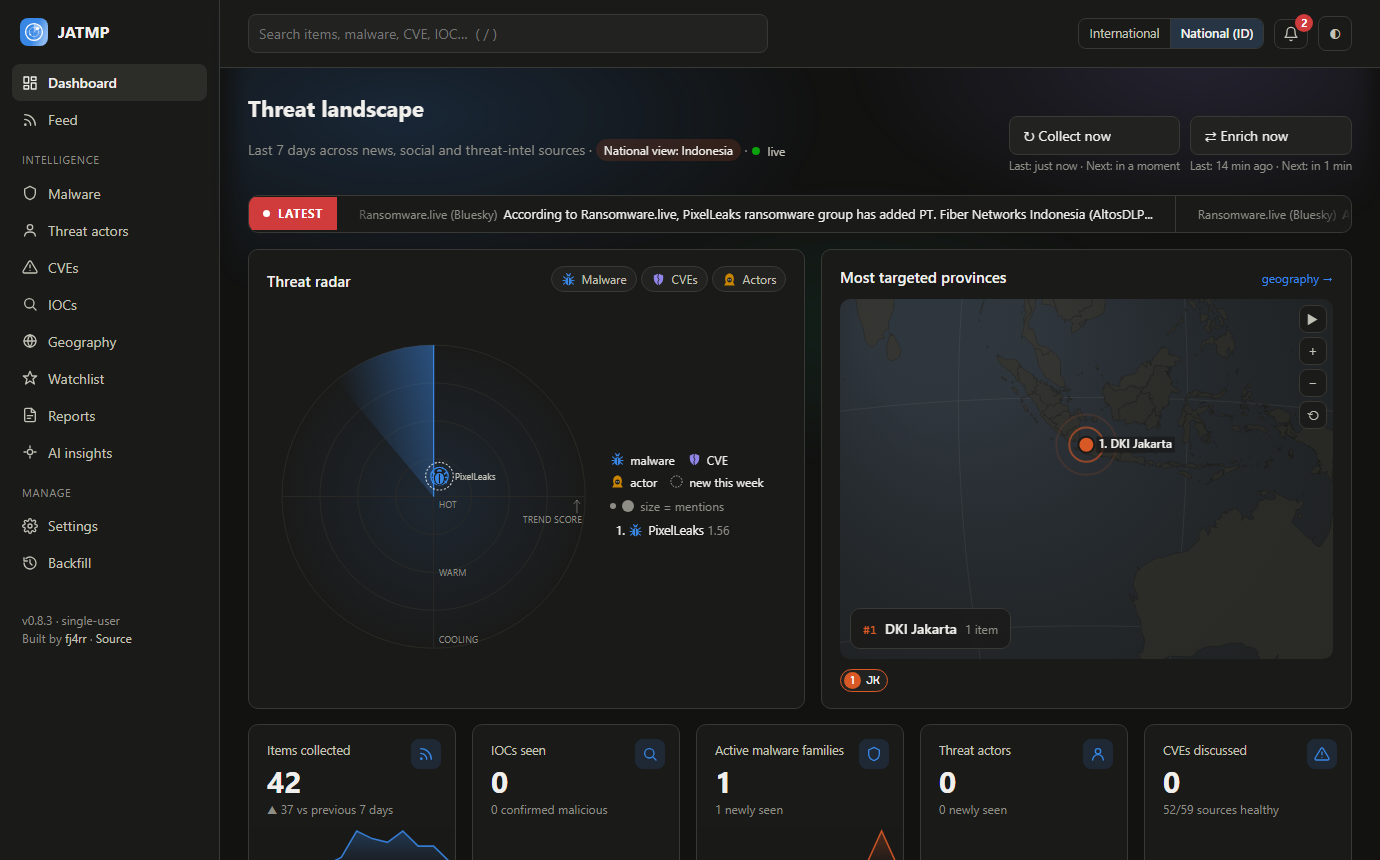 JATMP
Search items, malware, CVE, IOC... ( / )
International
National (ID)
2
Dashboard
Feed
INTELLIGENCE
Malware
Threat actors
CVEs
IOCs
Geography
Watchlist
Reports
AI insights
MANAGE
Settings
Backfill
v0.8.3 · single-user
Built by fj4rr · Source
Threat landscape
Last 7 days across news, social and threat-intel sources · National view: Indonesia · live
↻ Collect now
Last: just now · Next: in a moment
⇄ Enrich now
Last: 14 min ago · Next: in 1 min
LATEST
Ransomware.live (Bluesky) According to Ransomware.live, PixelLeaks ransomware group has added PT. Fiber Networks Indonesia (AltosDLP...
Ransomware.live (Bluesky)
Threat radar
Malware
CVEs
Actors
PixelLeaks
HOT
TREND SCORE
WARM
COOLING
malware
CVE
actor
new this week
size = mentions
1. PixelLeaks 1.56
Most targeted provinces
geography →
+
−
1. DKI Jakarta
#1 DKI Jakarta 1 item
1 JK
Items collected
42
▲ 37 vs previous 7 days
IOCs seen
0
0 confirmed malicious
Active malware families
1
1 newly seen
Threat actors
0
0 newly seen
CVEs discussed
0
52/59 sources healthy